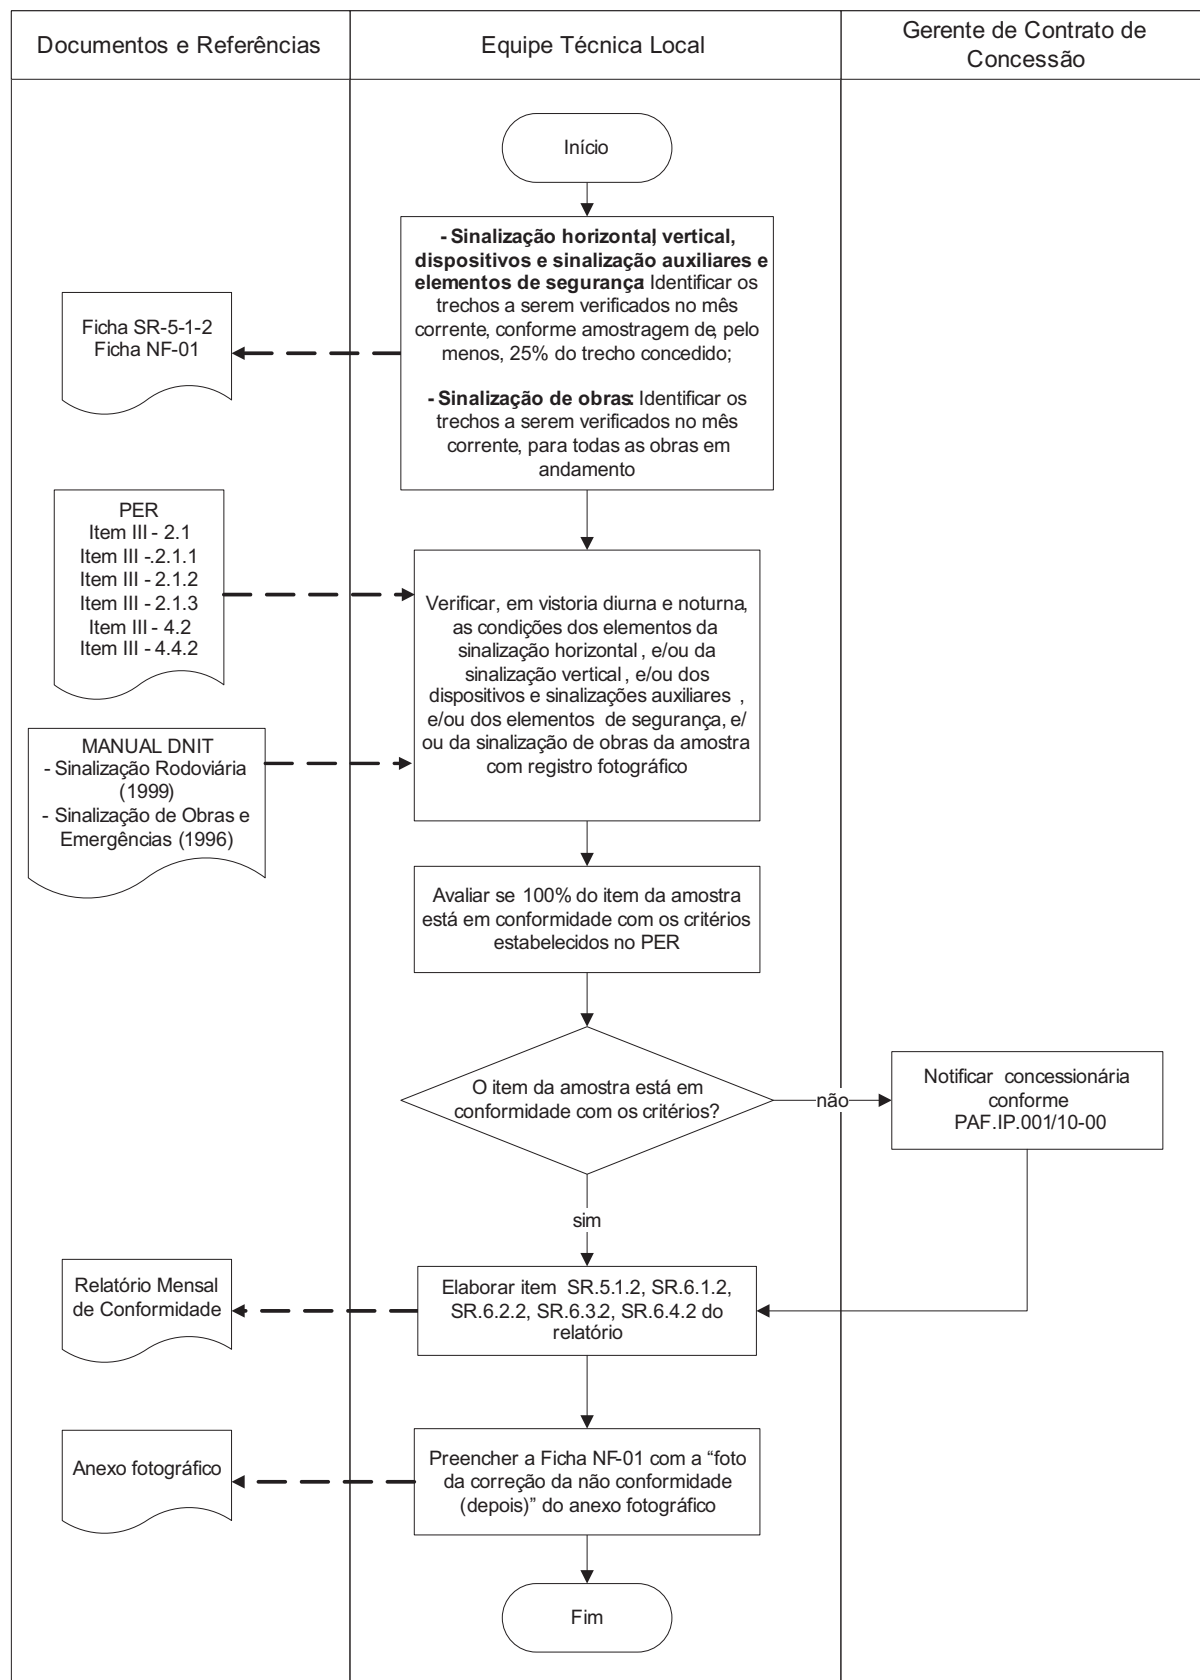 Documentos e Referências
Equipe Técnica Local
Gerente de Contrato de
Concessão
Início
- Sinalização horizontal, vertical,
dispositivos e sinalização auxiliares e
elementos de segurança Identificar os
trechos a serem verificados no mês
corrente, conforme amostragem de, pelo
menos, 25% do trecho concedido;
- Sinalização de obras: Identificar os
trechos a serem verificados no mês
corrente, para todas as obras em
andamento
Ficha SR-5-1-2
Ficha NF-01
PER
Item III - 2.1
Item III -.2.1.1
Item III - 2.1.2
Item III - 2.1.3
Item III - 4.2
Item III - 4.4.2
Verificar, em vistoria diurna e noturna,
as condições dos elementos da
sinalização horizontal, e/ou da
sinalização vertical, e/ou dos
dispositivos e sinalizações auxiliares ,
e/ou dos elementos de segurança, e/
ou da sinalização de obras da amostra
com registro fotográfico
MANUAL DNIT
- Sinalização Rodoviária
(1999)
- Sinalização de Obras e
Emergências (1996)
Avaliar se 100% do item da amostra
está em conformidade com os critérios
estabelecidos no PER
O item da amostra está em
conformidade com os critérios?
não
Notificar concessionária
conforme
PAF.IP.001/10-00
sim
Relatório Mensal
de Conformidade
Elaborar item SR.5.1.2, SR.6.1.2,
SR.6.2.2, SR.6.3.2, SR.6.4.2 do
relatório
Anexo fotográfico
Preencher a Ficha NF-01 com a “foto
da correção da não conformidade
(depois)” do anexo fotográfico
Fim